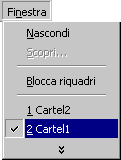 Finestra
Nascondi
Scopri...
Blocca riquadri
1 Cartel2
2 Cartel1